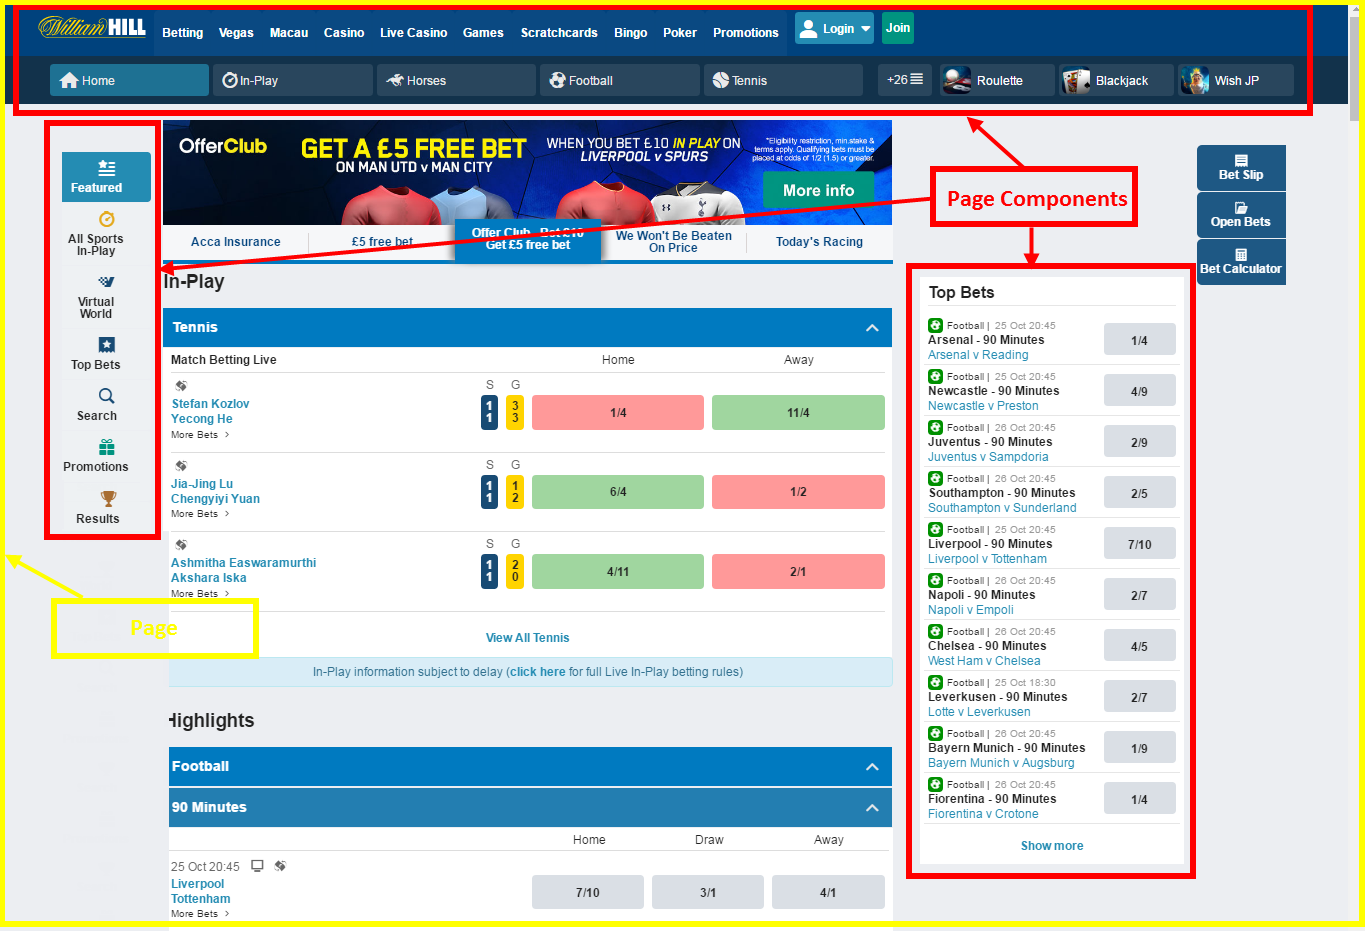 William HILL
Betting Vegas Macau Casino Live Casino Games Scratchcards Bingo Poker Promotions Login Join
Home In-Play Horses Football Tennis +26 Roulette Blackjack Wish JP
Featured
All Sports
In-Play
Virtual
World
Top Bets
Search
Promotions
Results
Page
OfferClub
GET A £5 FREE BET
ON MAN UTD v MAN CITY
WHEN YOU BET £10 IN PLAY ON
LIVERPOOL v SPURS
*Eligibility restriction, min.stake &
terms apply. Qualifying bets must be
placed at odds of 1/2 (1.5) or greater.
More info
Acca Insurance
£5 free bet
Offer Club - Bet £10
Get £5 free bet
We Won't Be Beaten
On Price
Today's Racing
Page Components
Bet Slip
Open Bets
Bet Calculator
In-Play
Tennis
Match Betting Live Home Away
S G
Stefan Kozlov 1 3
Yecong He 1 3
1/4 11/4
More Bets >
S G
Jia-Jing Lu 1 1
Chengyiyi Yuan 1 2
6/4 1/2
More Bets >
S G
Ashmitha Easwaramurthi 1 2
Akshara Iska 1 0
4/11 2/1
More Bets >
View All Tennis
In-Play information subject to delay (click here for full Live In-Play betting rules)
Highlights
Football
90 Minutes
Home Draw Away
25 Oct 20:45
Liverpool
Tottenham
7/10 3/1 4/1
More Bets >
Top Bets
Football | 25 Oct 20:45
Arsenal - 90 Minutes 1/4
Arsenal v Reading
Football | 25 Oct 20:45
Newcastle - 90 Minutes 4/9
Newcastle v Preston
Football | 26 Oct 20:45
Juventus - 90 Minutes 2/9
Juventus v Sampdoria
Football | 26 Oct 20:45
Southampton - 90 Minutes 2/5
Southampton v Sunderland
Football | 25 Oct 20:45
Liverpool - 90 Minutes 7/10
Liverpool v Tottenham
Football | 26 Oct 20:45
Napoli - 90 Minutes 2/7
Napoli v Empoli
Football | 26 Oct 20:45
Chelsea - 90 Minutes 4/5
West Ham v Chelsea
Football | 25 Oct 18:30
Leverkusen - 90 Minutes 2/7
Lotte v Leverkusen
Football | 26 Oct 20:45
Bayern Munich - 90 Minutes 1/9
Bayern Munich v Augsburg
Football | 26 Oct 20:45
Fiorentina - 90 Minutes 1/4
Fiorentina v Crotone
Show more